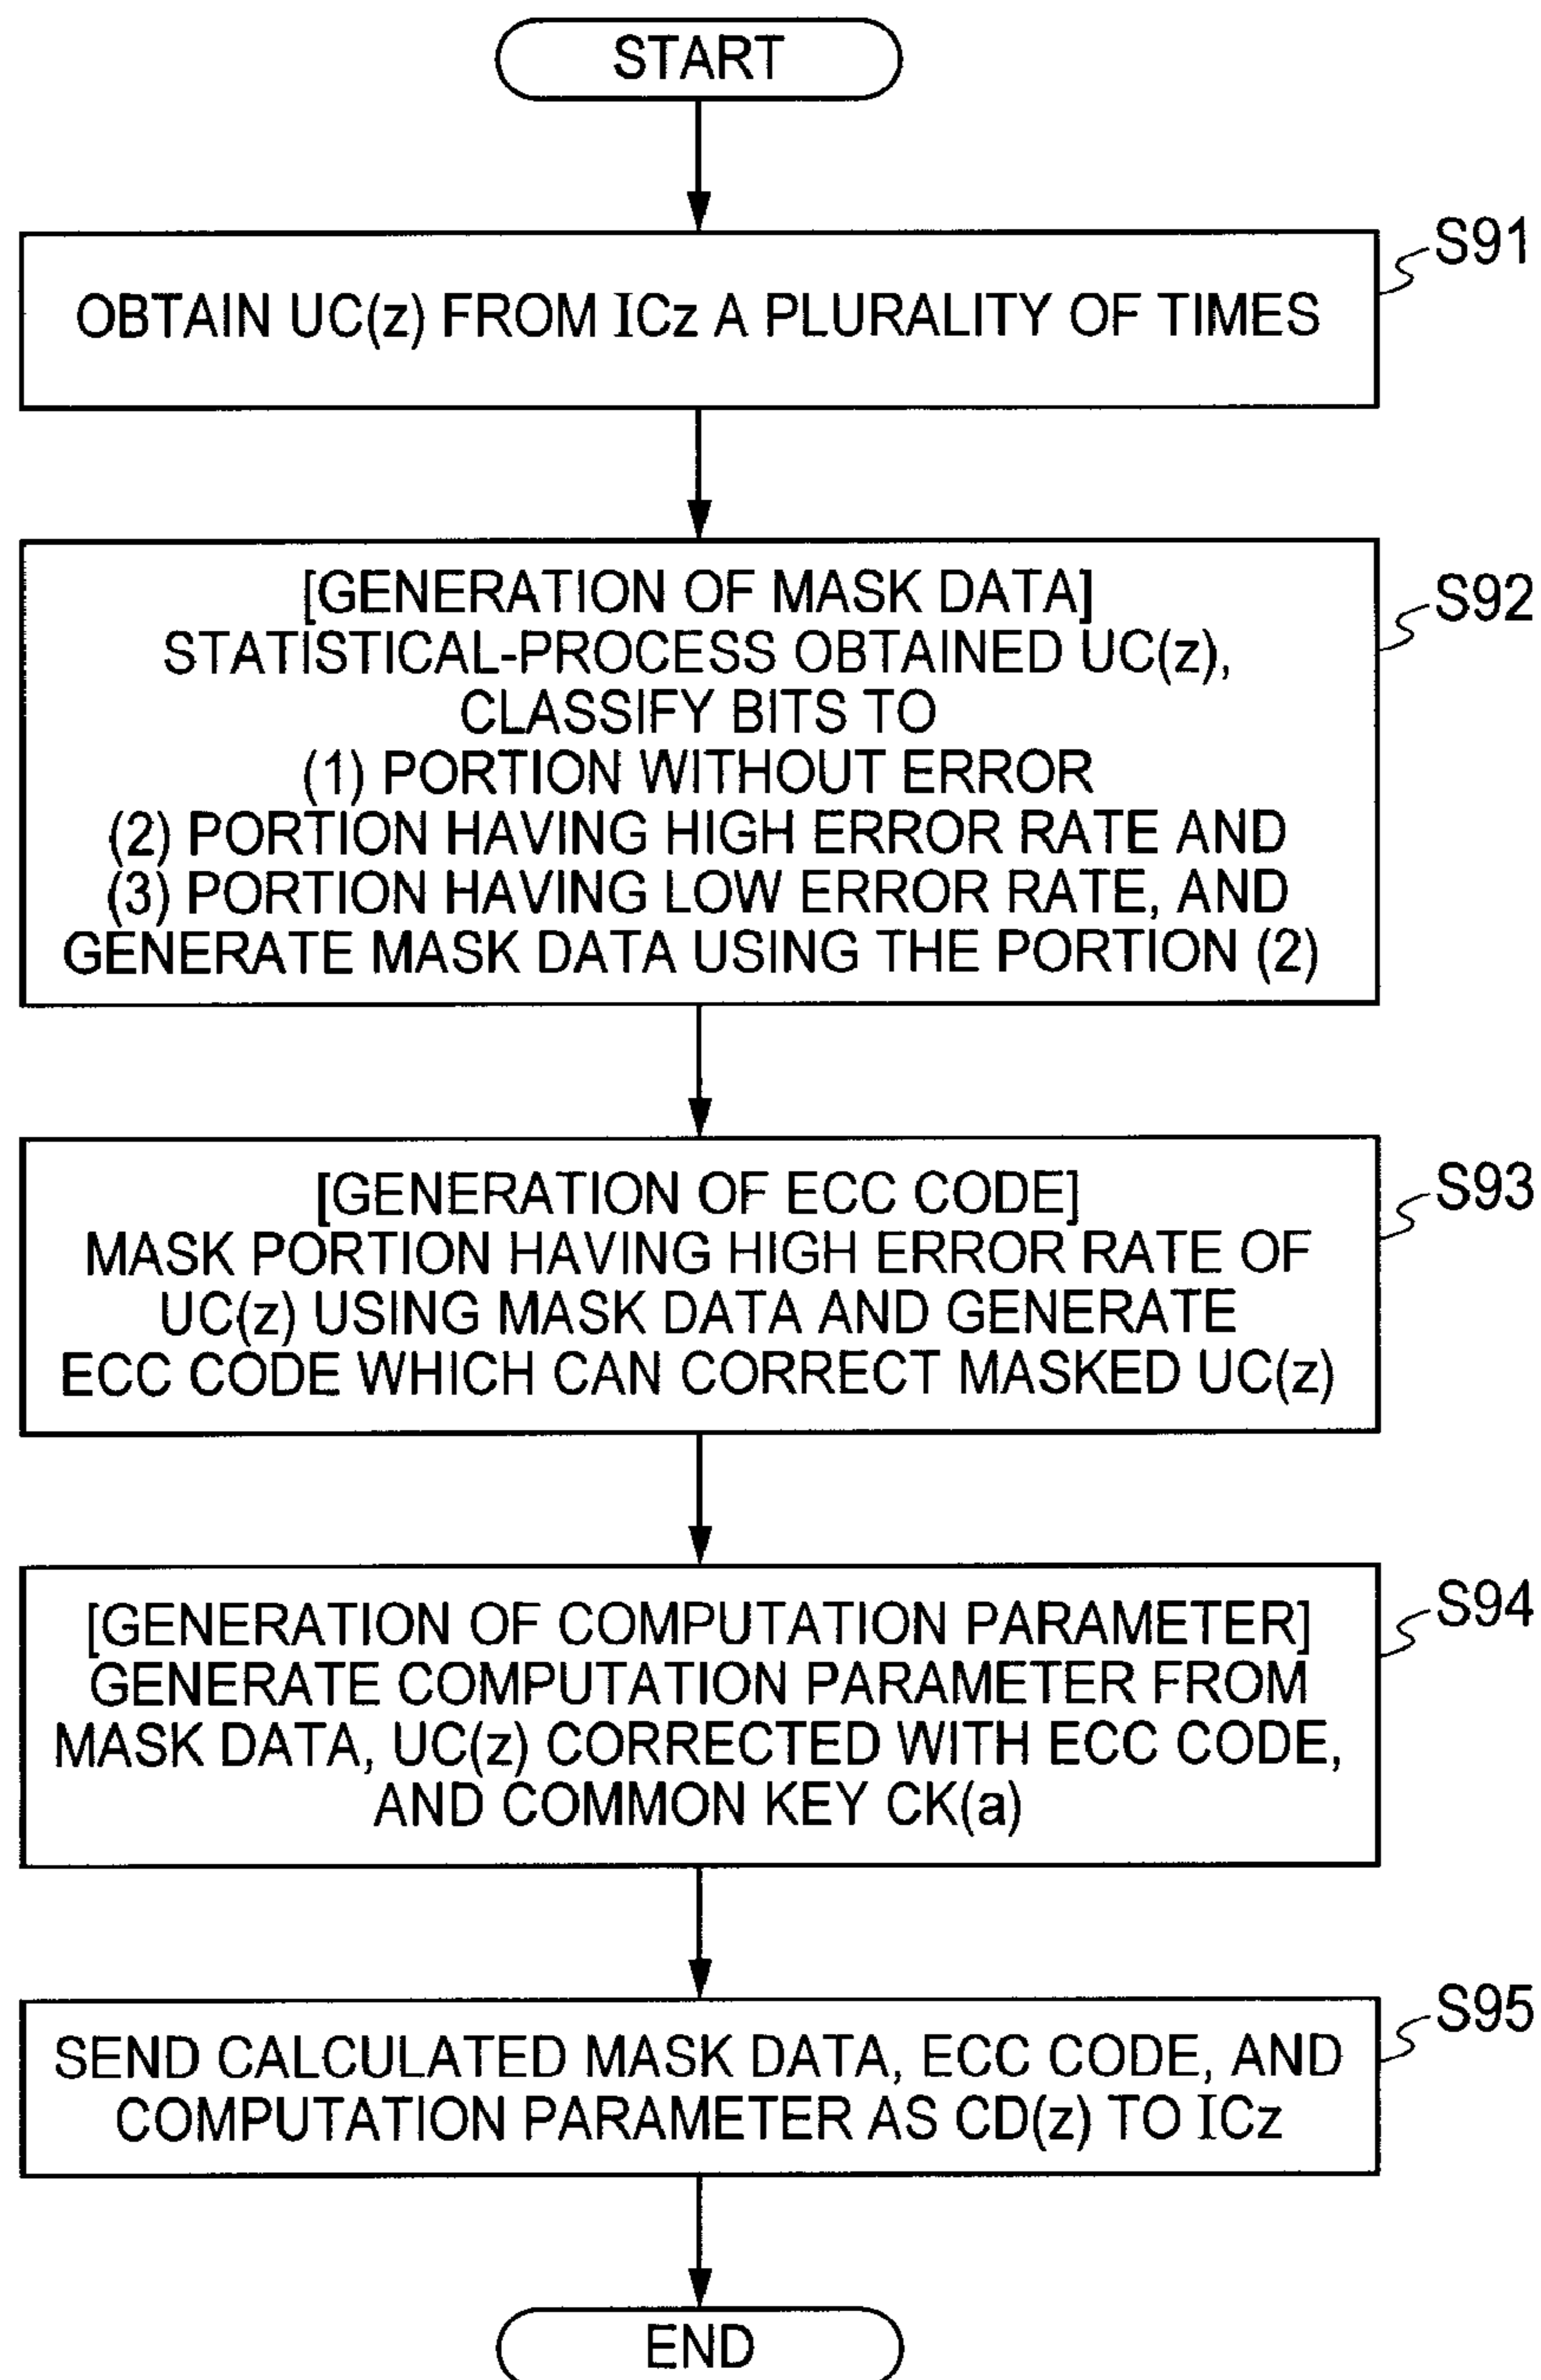 START
S91
OBTAIN UC(z) FROM ICz A PLURALITY OF TIMES
S92
[GENERATION OF MASK DATA]
STATISTICAL-PROCESS OBTAINED UC(z),
CLASSIFY BITS TO
(1) PORTION WITHOUT ERROR
(2) PORTION HAVING HIGH ERROR RATE AND
(3) PORTION HAVING LOW ERROR RATE, AND
GENERATE MASK DATA USING THE PORTION (2)
S93
[GENERATION OF ECC CODE]
MASK PORTION HAVING HIGH ERROR RATE OF
UC(z) USING MASK DATA AND GENERATE
ECC CODE WHICH CAN CORRECT MASKED UC(z)
S94
[GENERATION OF COMPUTATION PARAMETER]
GENERATE COMPUTATION PARAMETER FROM
MASK DATA, UC(z) CORRECTED WITH ECC CODE,
AND COMMON KEY CK(a)
S95
SEND CALCULATED MASK DATA, ECC CODE, AND
COMPUTATION PARAMETER AS CD(z) TO ICz
END